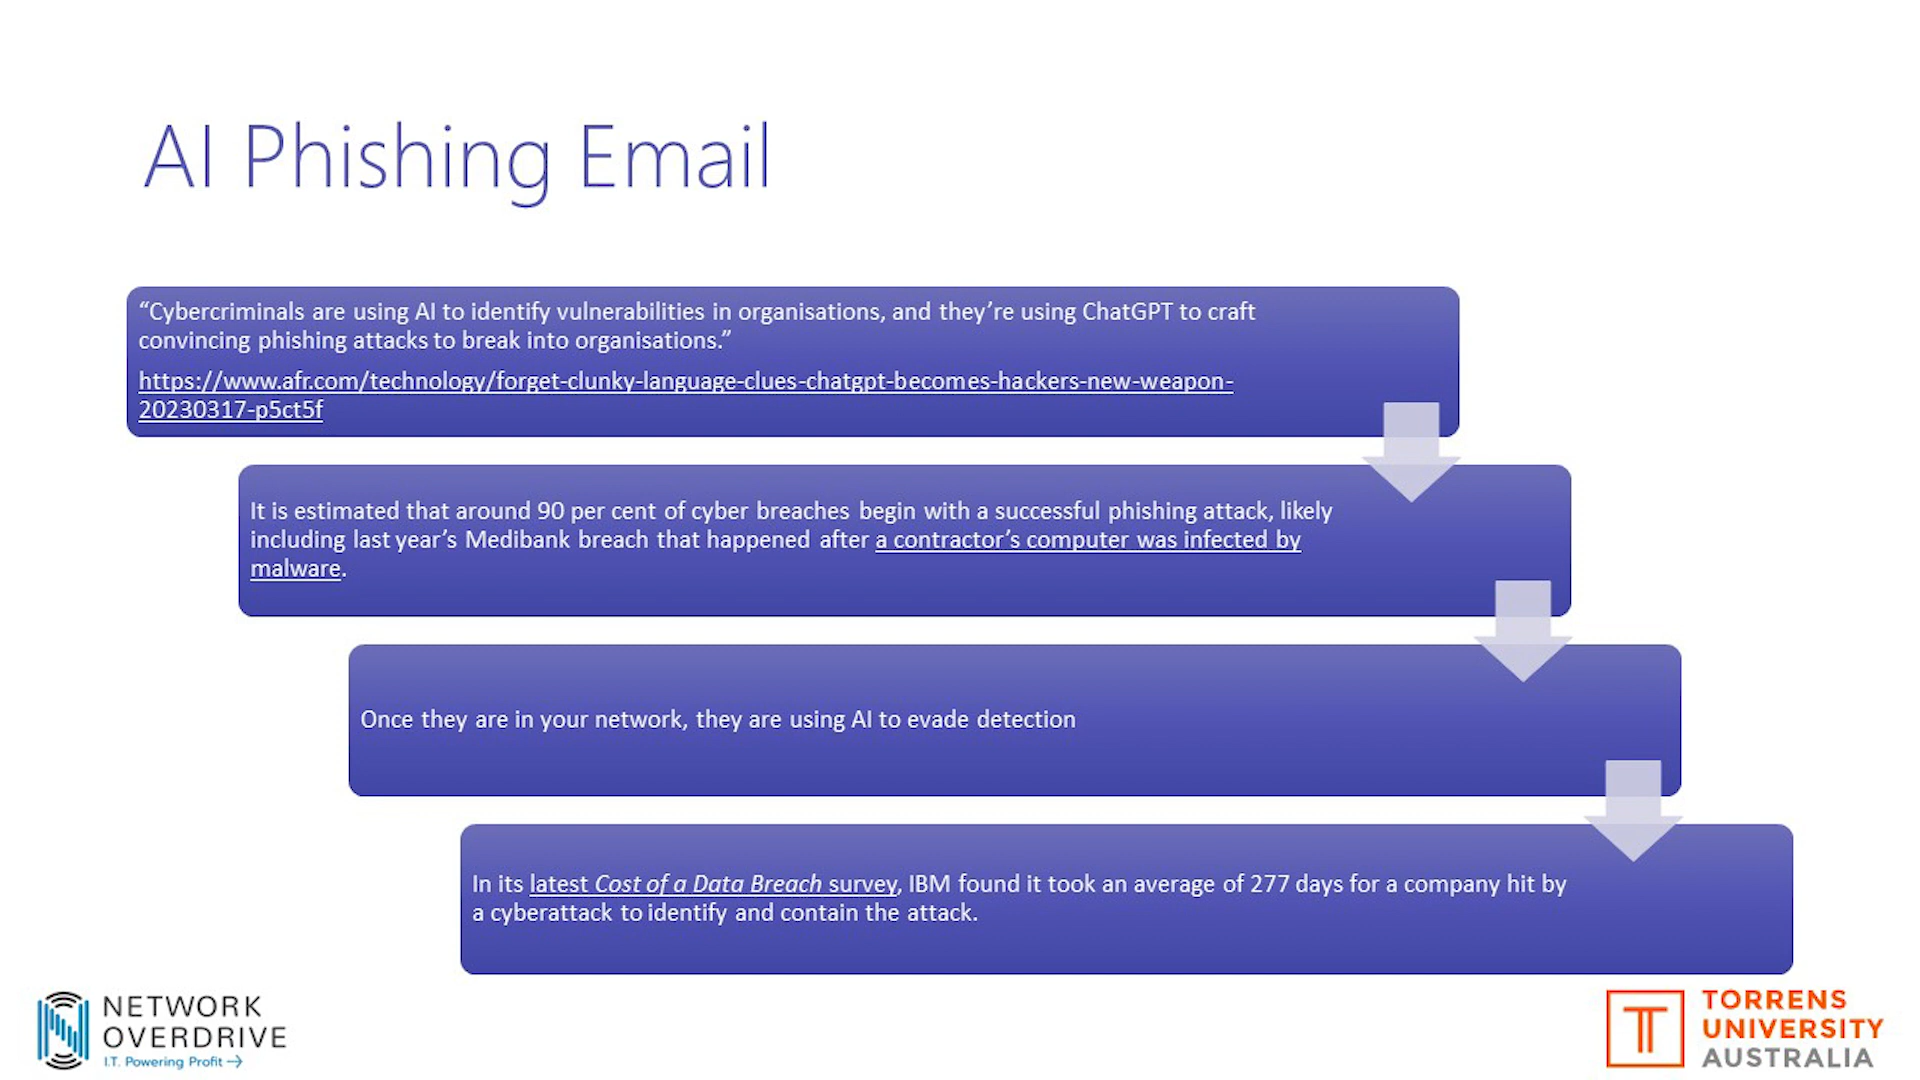 AI Phishing Email
“Cybercriminals are using AI to identify vulnerabilities in organisations, and they’re using ChatGPT to craft
convincing phishing attacks to break into organisations.”
https://www.afr.com/technology/forget-clunky-language-clues-chatgpt-becomes-hackers-new-weapon-
20230317-p5ct5f
It is estimated that around 90 per cent of cyber breaches begin with a successful phishing attack, likely
including last year’s Medibank breach that happened after a contractor’s computer was infected by
malware.
Once they are in your network, they are using AI to evade detection
In its latest Cost of a Data Breach survey, IBM found it took an average of 277 days for a company hit by
a cyberattack to identify and contain the attack.
NETWORK
OVERDRIVE
I.T. Powering Profit
TORRENS
UNIVERSITY
AUSTRALIA